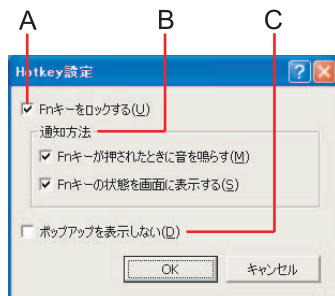 A B C
Hotkey設定
Fnキーをロックする(U)
通知方法
Fnキーが押されたときに音を鳴らす(M)
Fnキーの状態を画面に表示する(S)
ポップアップを表示しない(D)
OK キャンセル